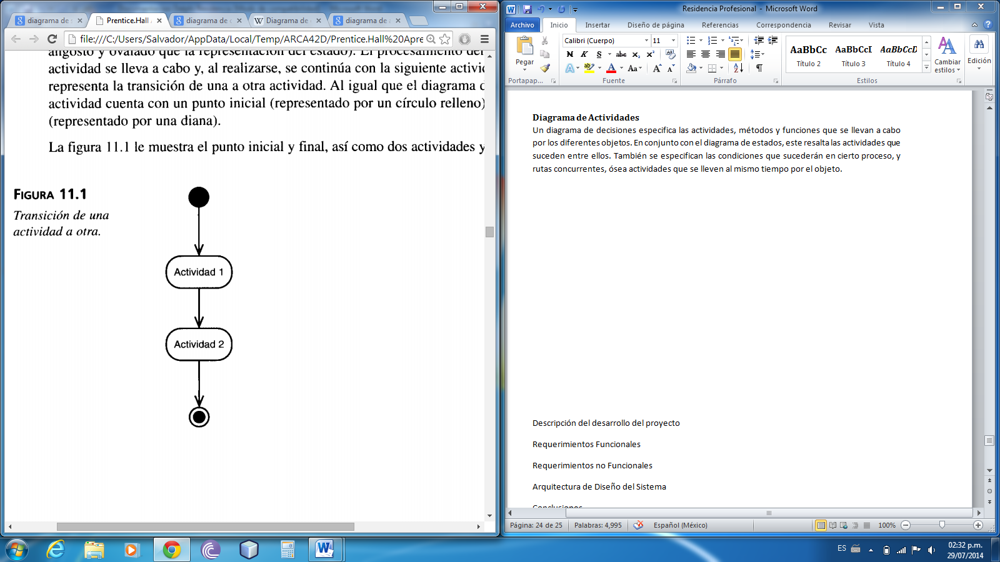 diagrama de
Prentice.Hall
diagrama de
Diagrama de
diagrama de
file:///C:/Users/Salvador/AppData/Local/Temp/ARCA42D/Prentice.Hall%20Apre
angosto y ovalado que la representación del estado). El procesamiento de
actividad se lleva a cabo y, al realizarse, se continúa con la siguiente activi
representa la transición de una a otra actividad. Al igual que el diagrama
actividad cuenta con un punto inicial (representado por un círculo relleno)
(representado por una diana).
La figura 11.1 le muestra el punto inicial y final, así como dos actividades y
FIGURA 11.1
Transición de una
actividad a otra.
Actividad 1
Actividad 2
Residencia Profesional - Microsoft Word
Archivo Inicio Insertar Diseño de página Referencias Correspondencia Revisar Vista
Pegar
Portapap...
Calibri (Cuerpo) 11
N K S abc x₂ x²
A ab A Aa A A
Fuente
Párrafo
AaBbCc AaBbCcI AaBbCcD
Título 2 Título 3 Título 4
Cambiar
estilos
Estilos
Edición
Diagrama de Actividades
Un diagrama de decisiones especifica las actividades, métodos y funciones que se llevan a cabo
por los diferentes objetos. En conjunto con el diagrama de estados, este resalta las actividades que
suceden entre ellos. También se especifican las condiciones que sucederán en cierto proceso, y
rutas concurrentes, ósea actividades que se lleven al mismo tiempo por el objeto.
Descripción del desarrollo del proyecto
Requerimientos Funcionales
Requerimientos no Funcionales
Arquitectura de Diseño del Sistema
Conclusiones
Página: 24 de 25 Palabras: 4,995 Español (México) 100%
ES 02:32 p.m.
29/07/2014